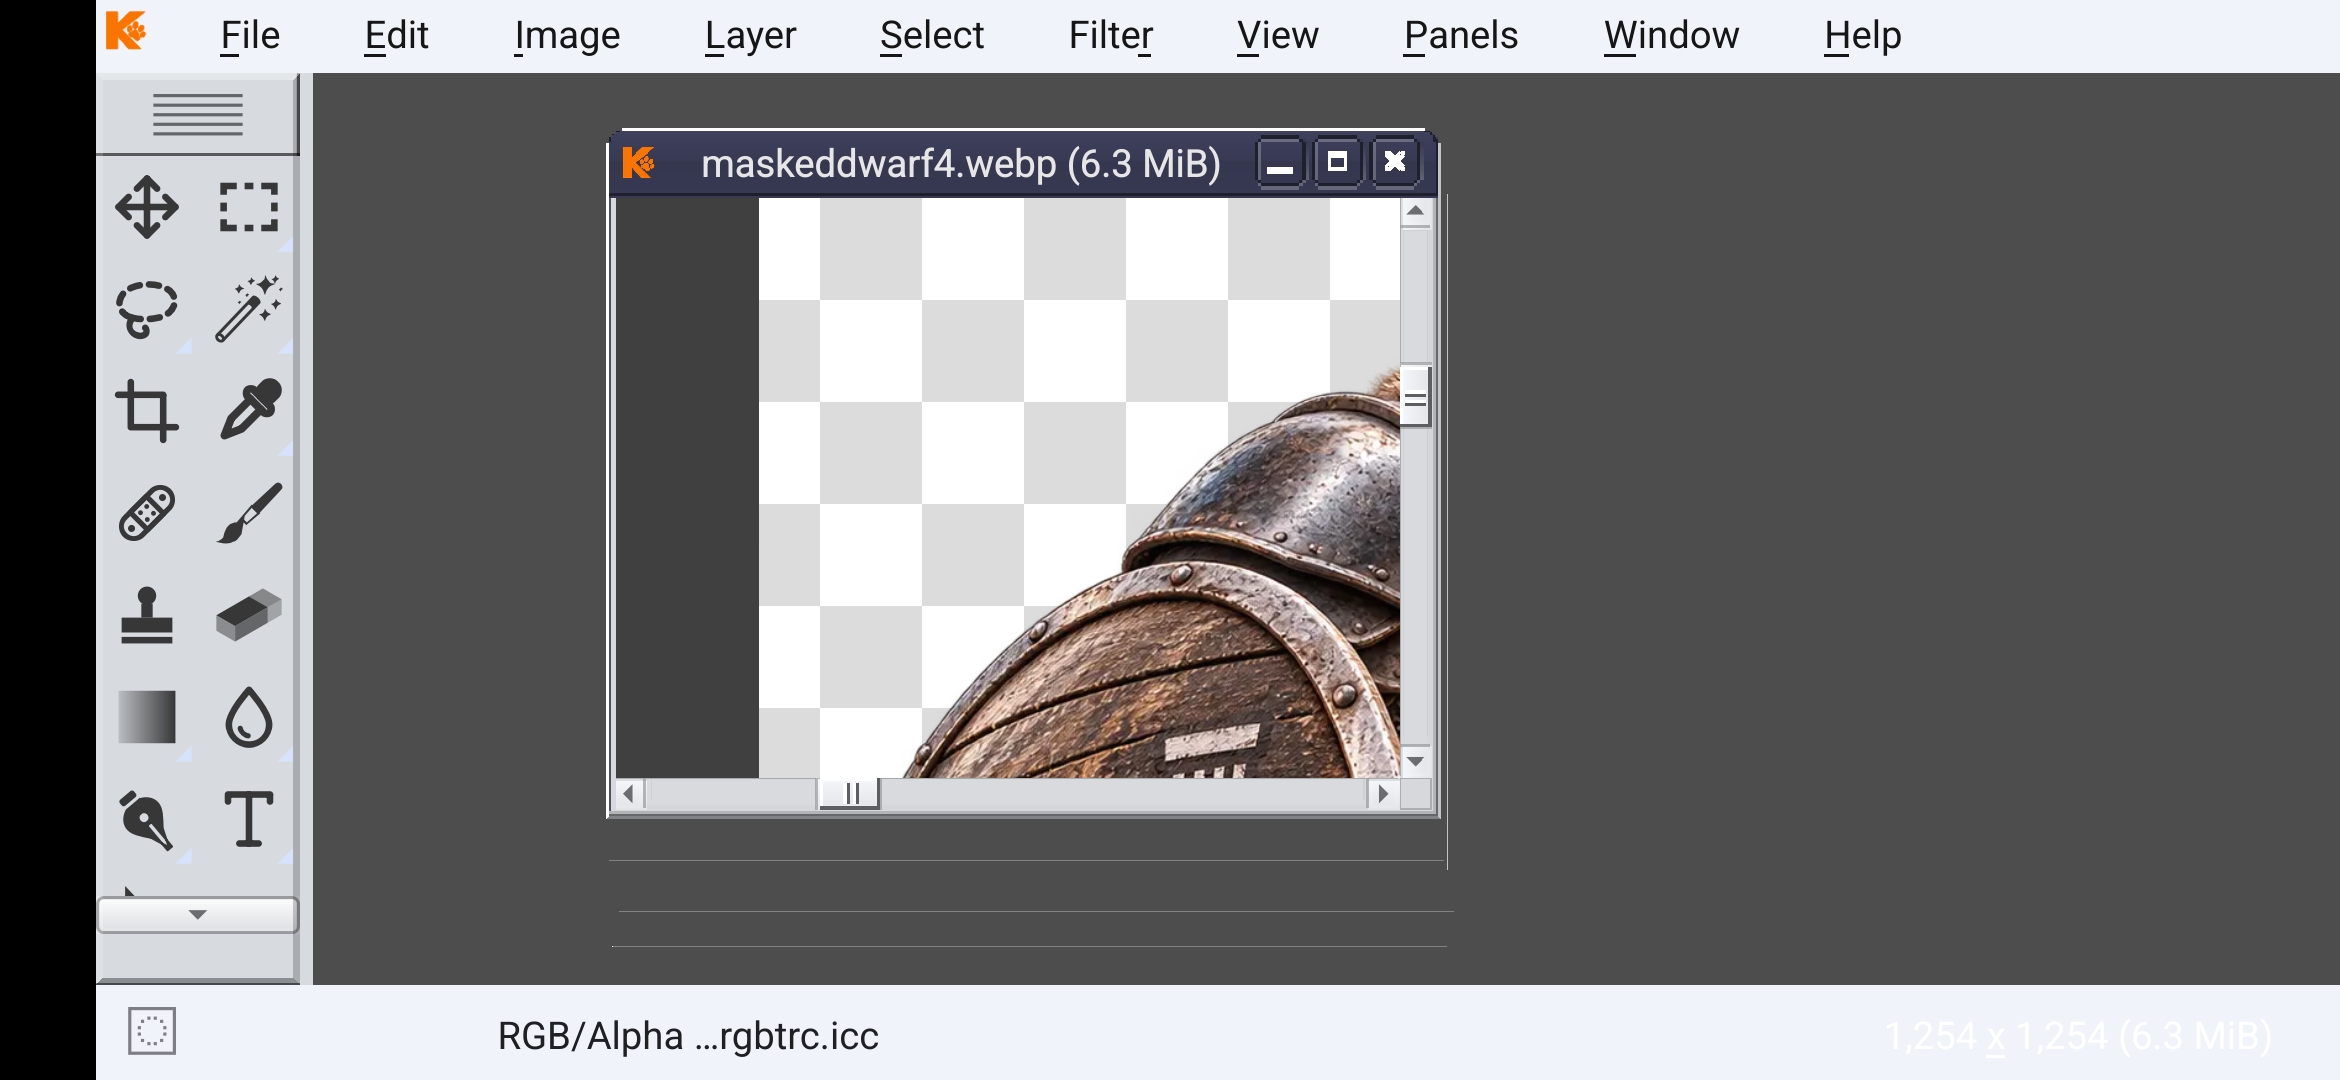 File Edit Image Layer Select Filter View Panels Window Help
maskeddwarf4.webp (6.3 MiB)
RGB/Alpha ...rgbtrc.icc
1,254 x 1,254 (6.3 MiB)